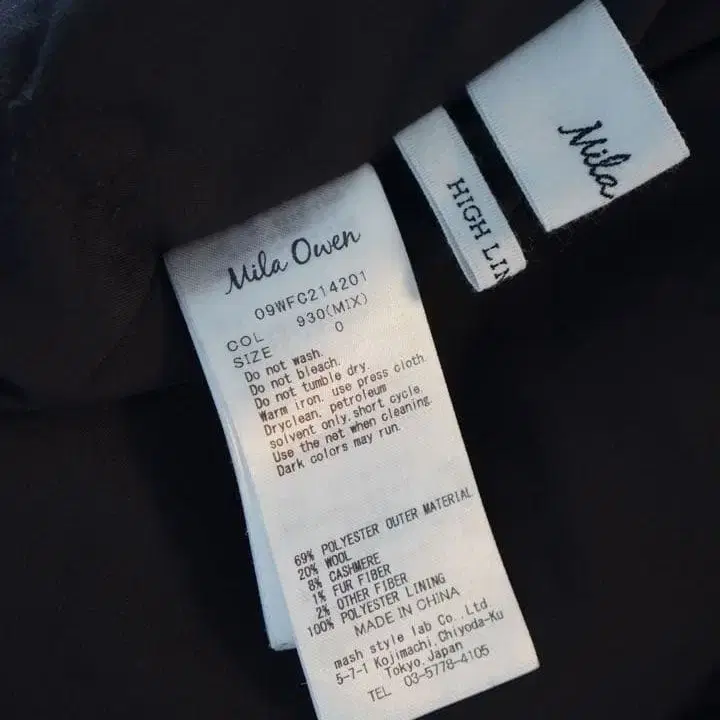 Mila
HIGH LIN
Mila Owen
09WFC214201
COL 930(MIX)
SIZE 0
Do not wash.
Do not bleach.
Do not tumble dry.
Warm iron. use press cloth
Dryclean, petroleum
solvent only.short cycle.
Use the net when cleaning.
Dark colors may run.
69% POLYESTER OUTER MATERIAL
20% WOOL
8% CASHMERE
1% FUR FIBER
2% OTHER FIBER
100% POLYESTER LINING
MADE IN CHINA
mash style lab Co.,Ltd.
5-7-1 Kojimachi,Chiyoda-Ku
Tokyo.Japan
TEL 03-5778-4105